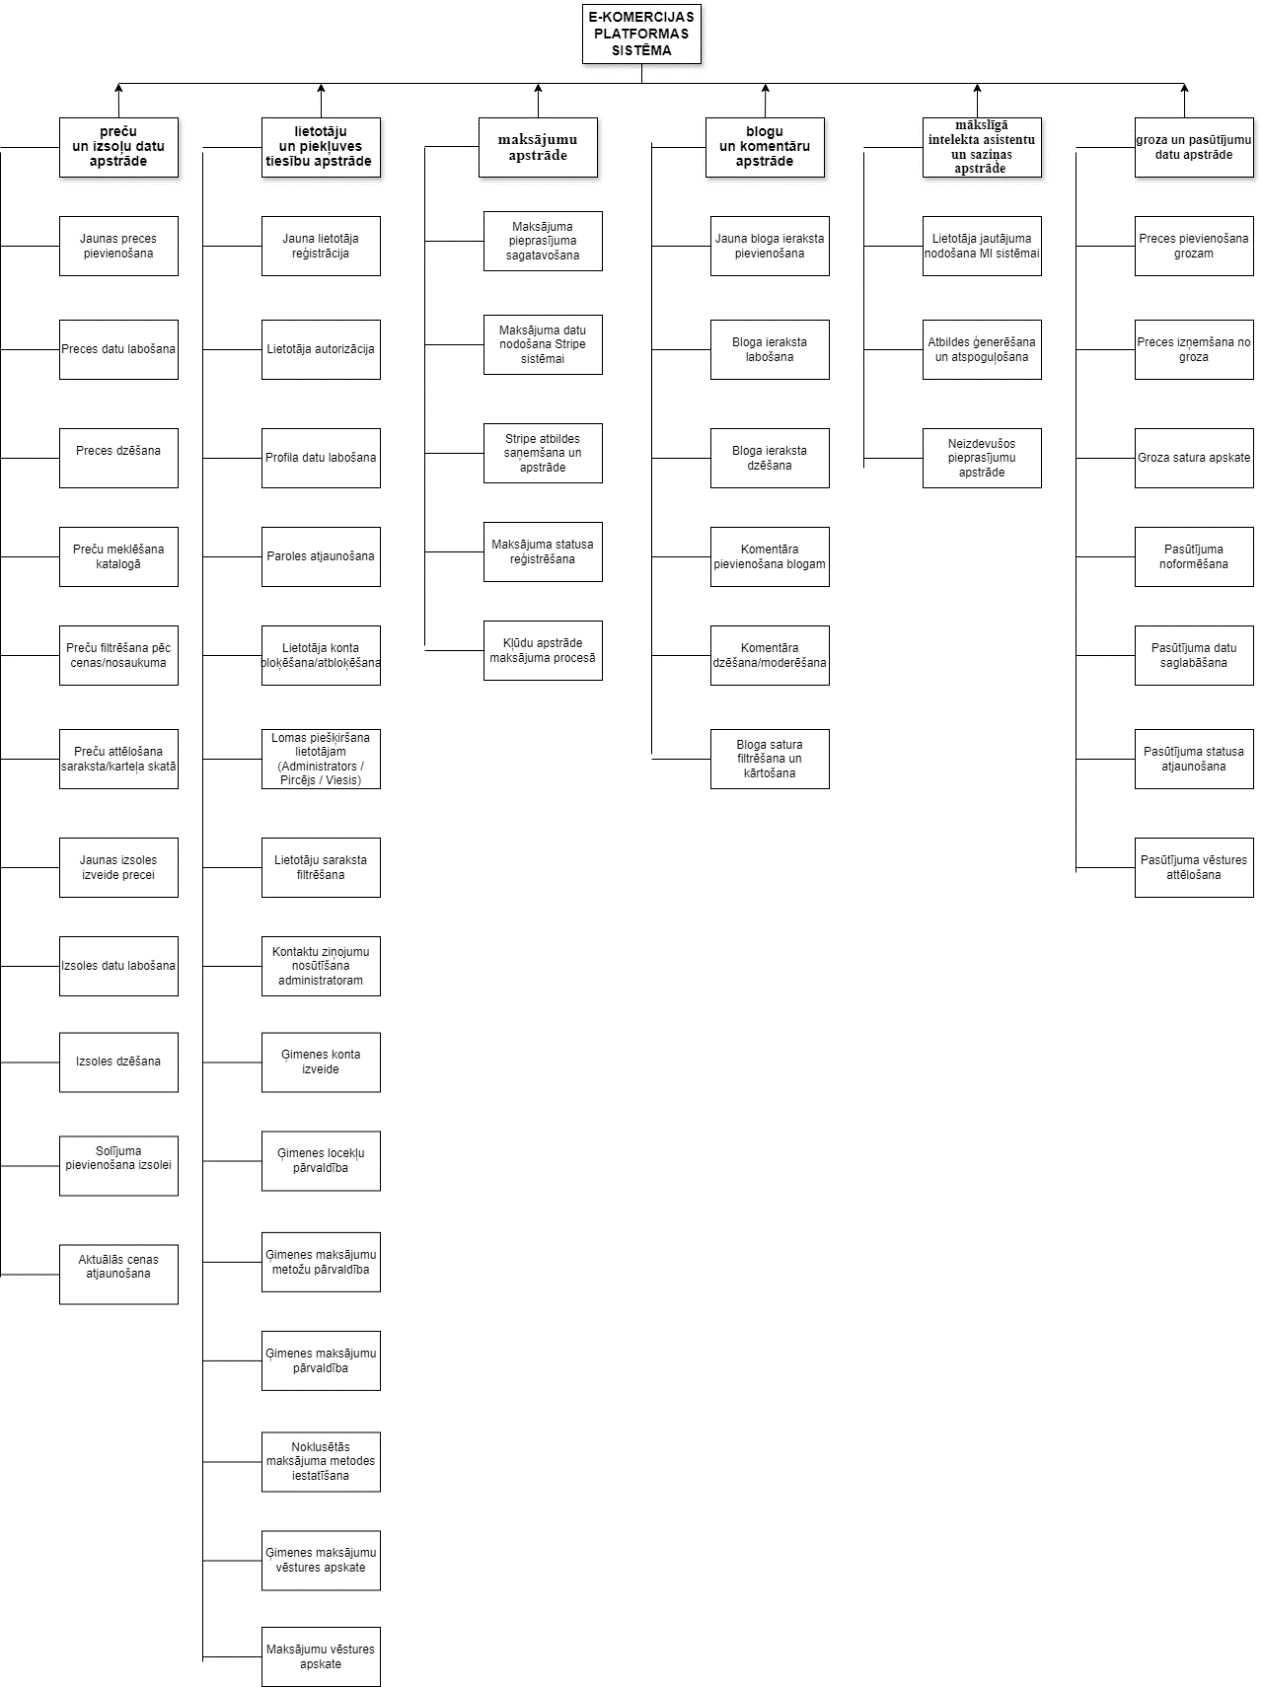 E-KOMERCIJAS
PLATFORMAS
SISTĒMA
preču
un izsoļu datu
apstrāde
Jaunas preces
pievienošana
Preces datu labošana
Preces dzēšana
Preču meklēšana
katalogā
Preču filtrēšana pēc
cenas/nosaukuma
Preču attēlošana
saraksta/karteļa skatā
Jaunas izsoles
izveide precei
Izsoles datu labošana
Izsoles dzēšana
Solījuma
pievienošana izsolei
Aktuālās cenas
atjaunošana
lietotāju
un piekļuves
tiesību apstrāde
Jauna lietotāja
reģistrācija
Lietotāja autorizācija
Profila datu labošana
Paroles atjaunošana
Lietotāja konta
bloķēšana/atbloķēšana
Lomas piešķiršana
lietotājam
(Administrators /
Pircējs / Viesis)
Lietotāju saraksta
filtrēšana
Kontaktu ziņojumu
nosūtīšana
administratoram
Ģimenes konta
izveide
Ģimenes locekļu
pārvaldība
Ģimenes maksājumu
metožu pārvaldība
Ģimenes maksājumu
pārvaldība
Noklusētās
maksājuma metodes
iestatīšana
Ģimenes maksājumu
vēstures apskate
Maksājumu vēstures
apskate
maksājumu
apstrāde
Maksājuma
pieprasījuma
sagatavošana
Maksājuma datu
nodošana Stripe
sistēmai
Stripe atbildes
saņemšana un
apstrāde
Maksājuma statusa
reģistrēšana
Kļūdu apstrāde
maksājuma procesā
blogu
un komentāru
apstrāde
Jauna bloga ieraksta
pievienošana
Bloga ieraksta
labošana
Bloga ieraksta
dzēšana
Komentāra
pievienošana blogam
Komentāra
dzēšana/moderēšana
Bloga satura
filtrēšana un
kārtošana
mākslīgā
intelekta asistentu
un saziņas
apstrāde
Lietotāja jautājuma
nodošana MI sistēmai
Atbildes ģenerēšana
un atspoguļošana
Neizdevušos
pieprasījumu
apstrāde
groza un pasūtījumu
datu apstrāde
Preces pievienošana
grozam
Preces izņemšana no
groza
Groza satura apskate
Pasūtījuma
noformēšana
Pasūtījuma datu
saglabāšana
Pasūtījuma statusa
atjaunošana
Pasūtījuma vēstures
attēlošana